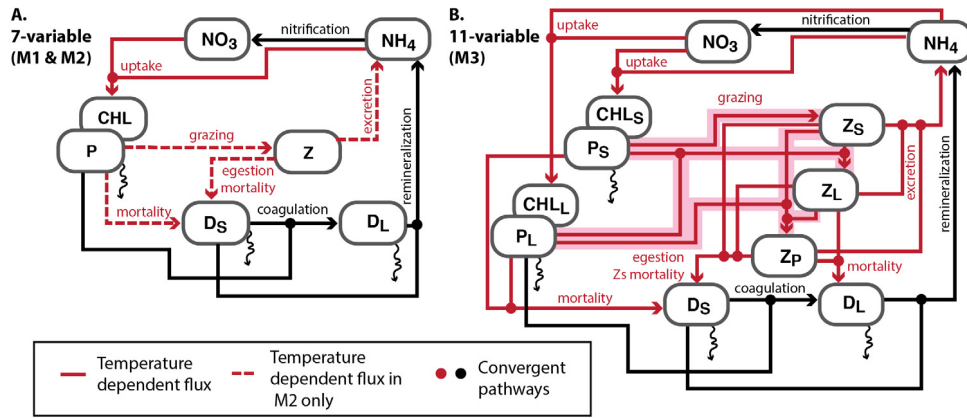 A.
7-variable
(M1 & M2)
NO3
nitrification
NH4
uptake
CHL
P
grazing
Z
excretion
egestion
mortality
remineralization
mortality
DS
coagulation
DL
B.
11-variable
(M3)
uptake
NO3
nitrification
NH4
uptake
CHLS
PS
grazing
ZS
ZL
excretion
remineralization
CHLL
PL
egestion
Zs mortality
ZP
mortality
mortality
DS
coagulation
DL
Temperature
dependent flux
Temperature
dependent flux in
M2 only
Convergent
pathways